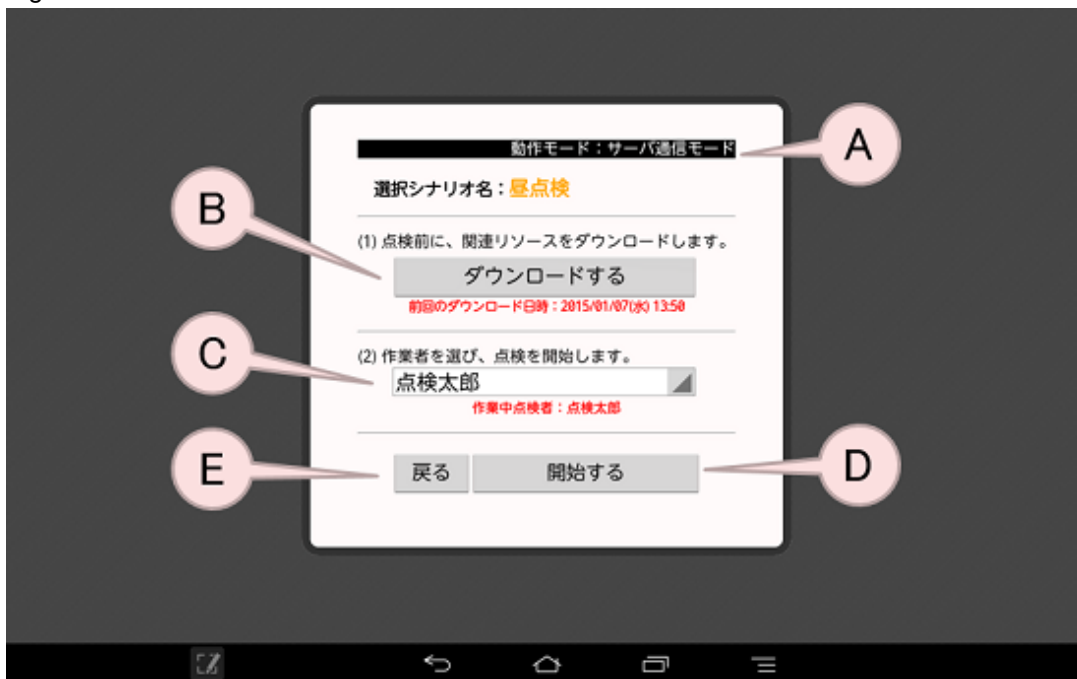 動作モード：サーバ通信モード
A
選択シナリオ名：昼点検
B
(1) 点検前に、関連リソースをダウンロードします。
ダウンロードする
前回のダウンロード日時：2015/01/07(水) 13:50
C
(2) 作業者を選び、点検を開始します。
点検太郎
作業中点検者：点検太郎
E
戻る
開始する
D